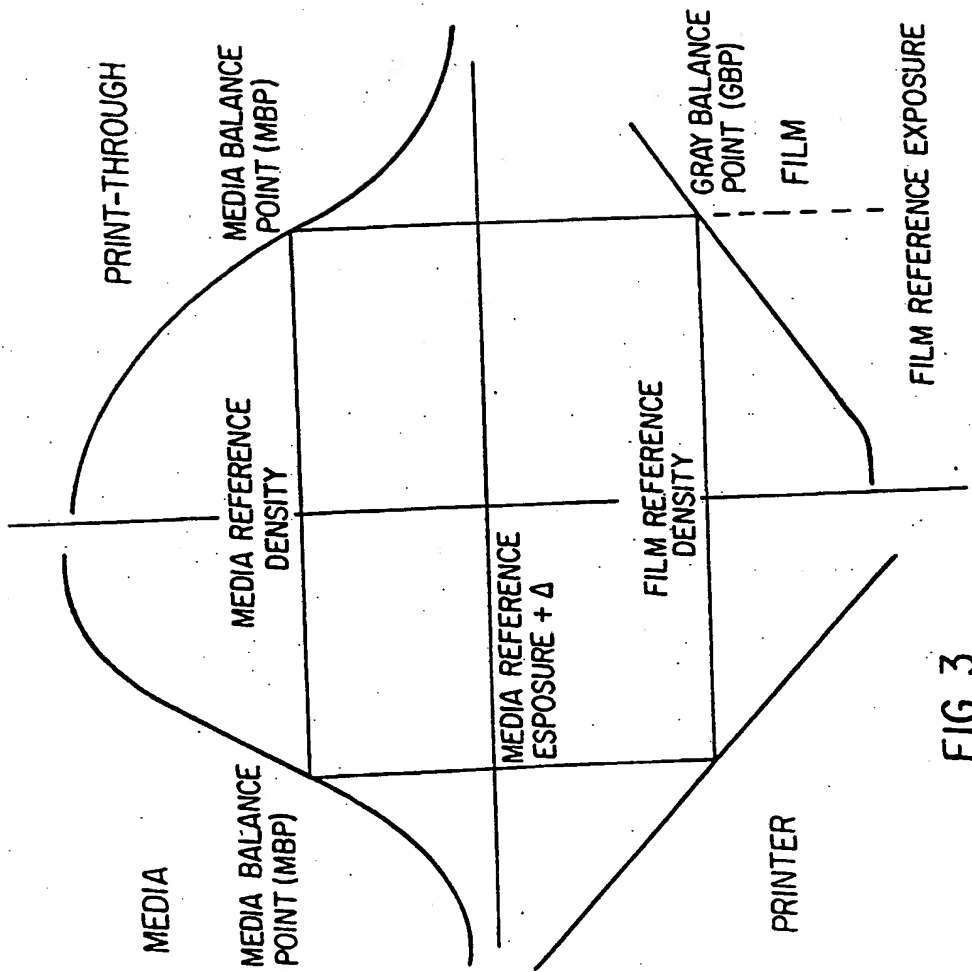 MEDIA
MEDIA BALANCE
POINT (MBP)
PRINT-THROUGH
MEDIA BALANCE
POINT (MBP)
MEDIA REFERENCE
DENSITY
MEDIA REFERENCE
ESPOSURE + Δ
FILM REFERENCE
DENSITY
PRINTER
GRAY BALANCE
POINT (GBP)
FILM
FILM REFERENCE EXPOSURE
FIG 3